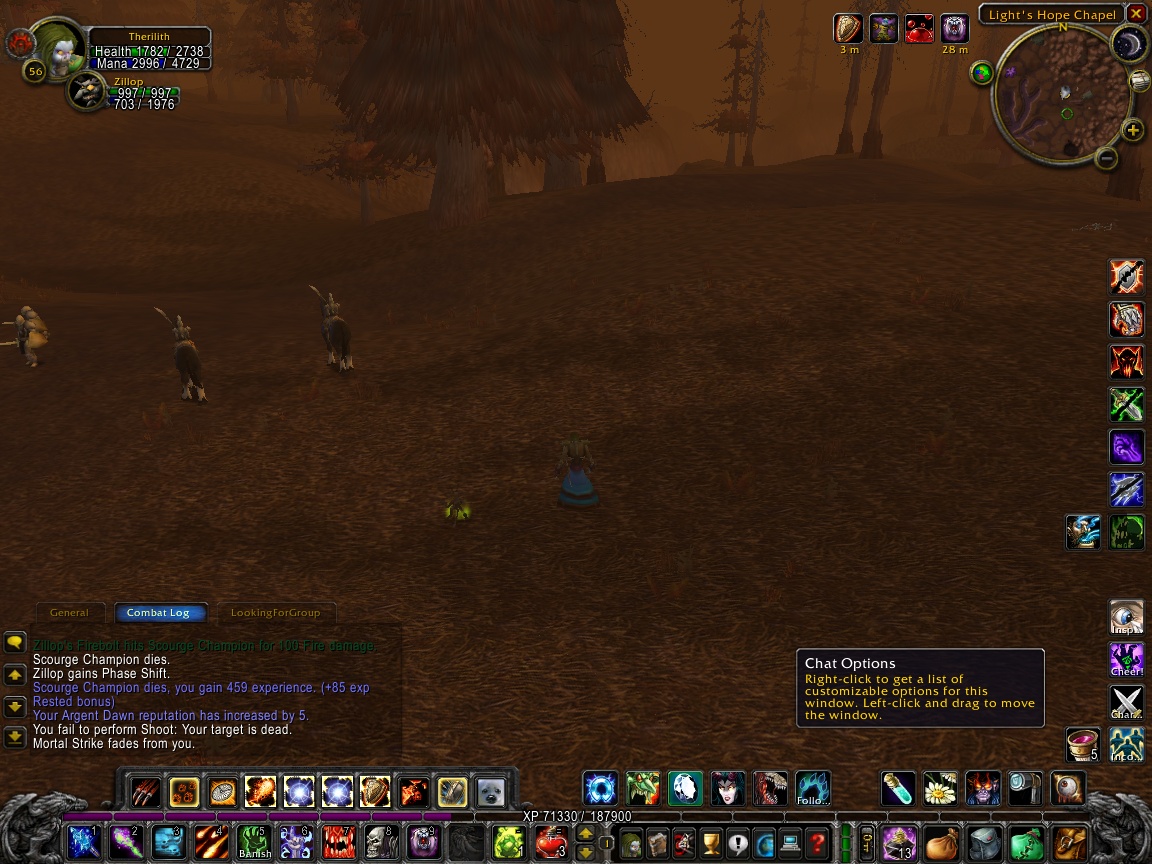 Therilith
Health 1782 / 2738
Mana 2996 / 4729
56
Zillop
997 / 997
703 / 1976
3 m
28 m
Light's Hope Chapel
N
General
Combat Log
LookingForGroup
Zillop's Firebolt hits Scourge Champion for 100 Fire damage.
Scourge Champion dies.
Zillop gains Phase Shift.
Scourge Champion dies, you gain 459 experience. (+85 exp
Rested bonus)
Your Argent Dawn reputation has increased by 5.
You fail to perform Shoot: Your target is dead.
Mortal Strike fades from you.
Chat Options
Right-click to get a list of
customizable options for this
window. Left-click and drag to move
the window.
Insp..
Cheer!
Char..
5
Follo...
XP 71330 / 187900
1
2
3
4
5
Banish
6
7
8
9
3
1
13